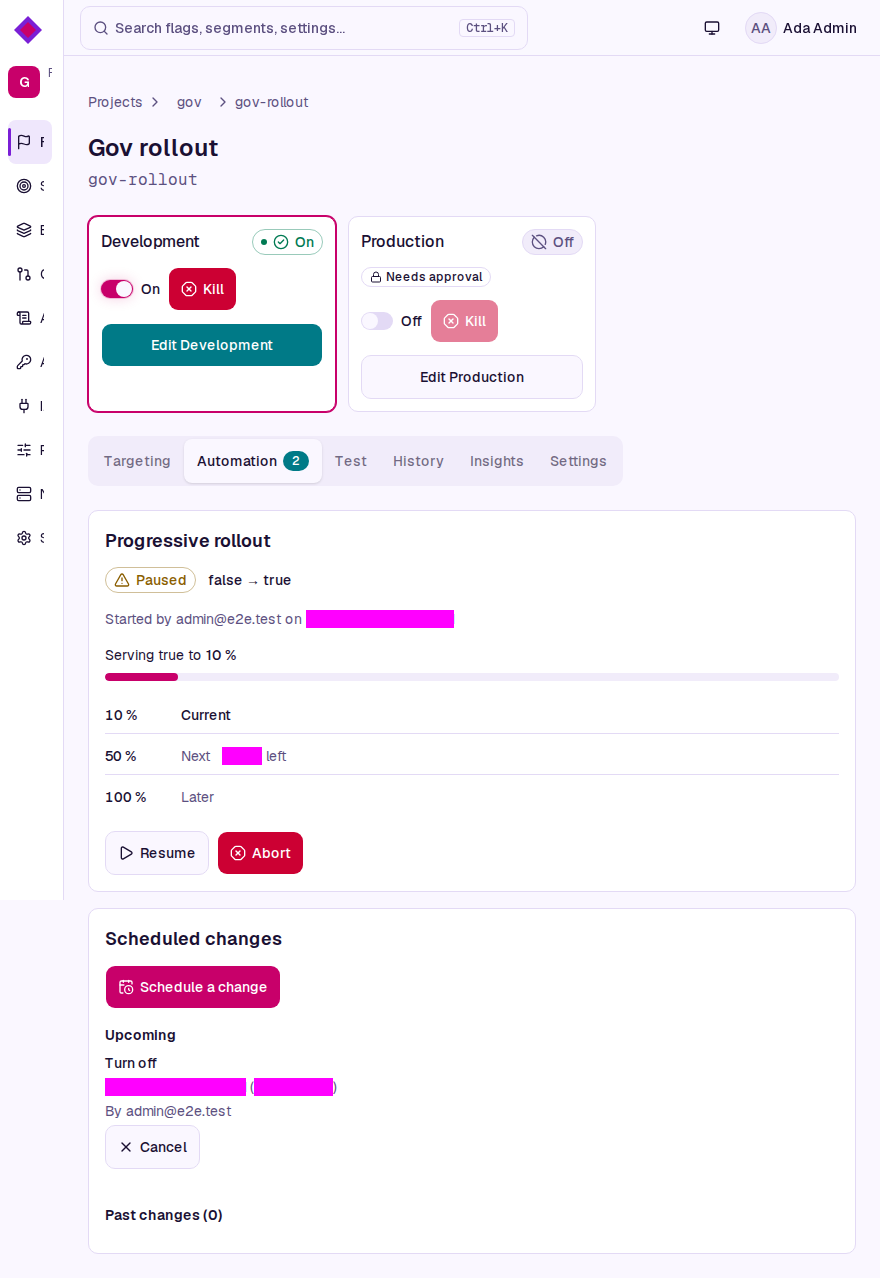 Search flags, segments, settings... Ctrl+K
AA Ada Admin
G
Projects > gov > gov-rollout
Gov rollout
gov-rollout
Development On
On Kill
Edit Development
Production Off
Needs approval
Off Kill
Edit Production
Targeting Automation 2 Test History Insights Settings
Progressive rollout
Paused false → true
Started by admin@e2e.test on
Serving true to 10 %
10 % Current
50 % Next left
100 % Later
Resume Abort
Scheduled changes
Schedule a change
Upcoming
Turn off
( )
By admin@e2e.test
Cancel
Past changes (0)